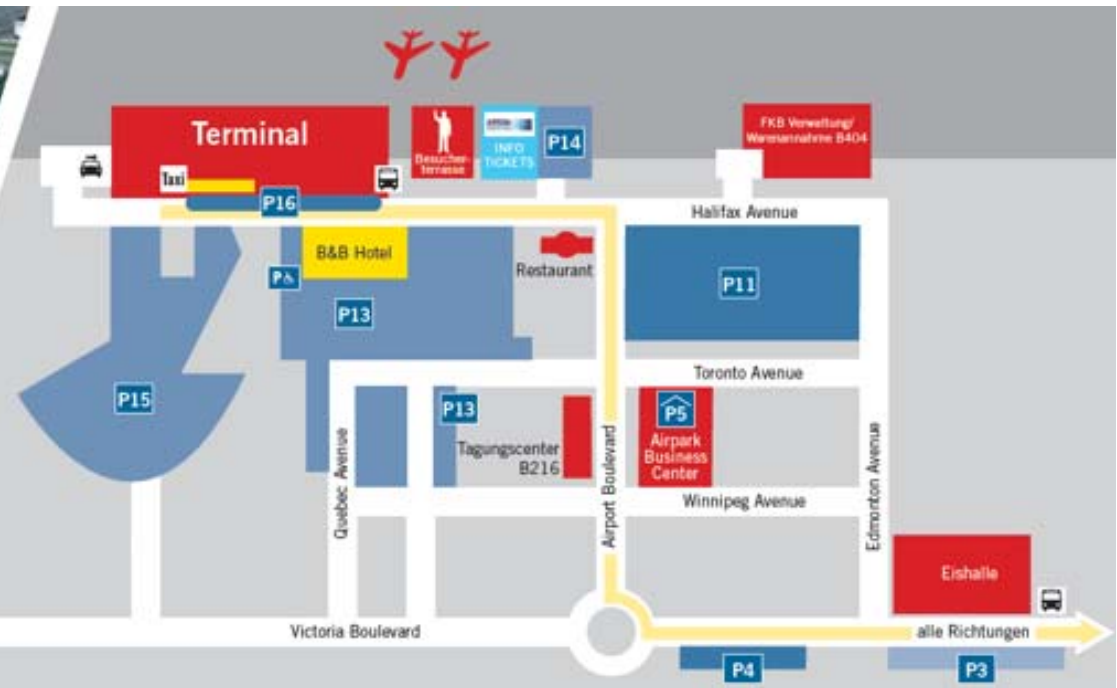 Terminal
Taxi
P16
Besucher-
terrasse
INFO
TICKETS
P14
FKB Verwaltung/
Warenannahme B404
Halifax Avenue
B&B Hotel
Restaurant
P
P13
P11
P15
Toronto Avenue
P13
P5
Airpark
Business
Center
Tagungscenter
B216
Quebec Avenue
Airport Boulevard
Edmonton Avenue
Winnipeg Avenue
Eishalle
Victoria Boulevard
alle Richtungen
P4
P3